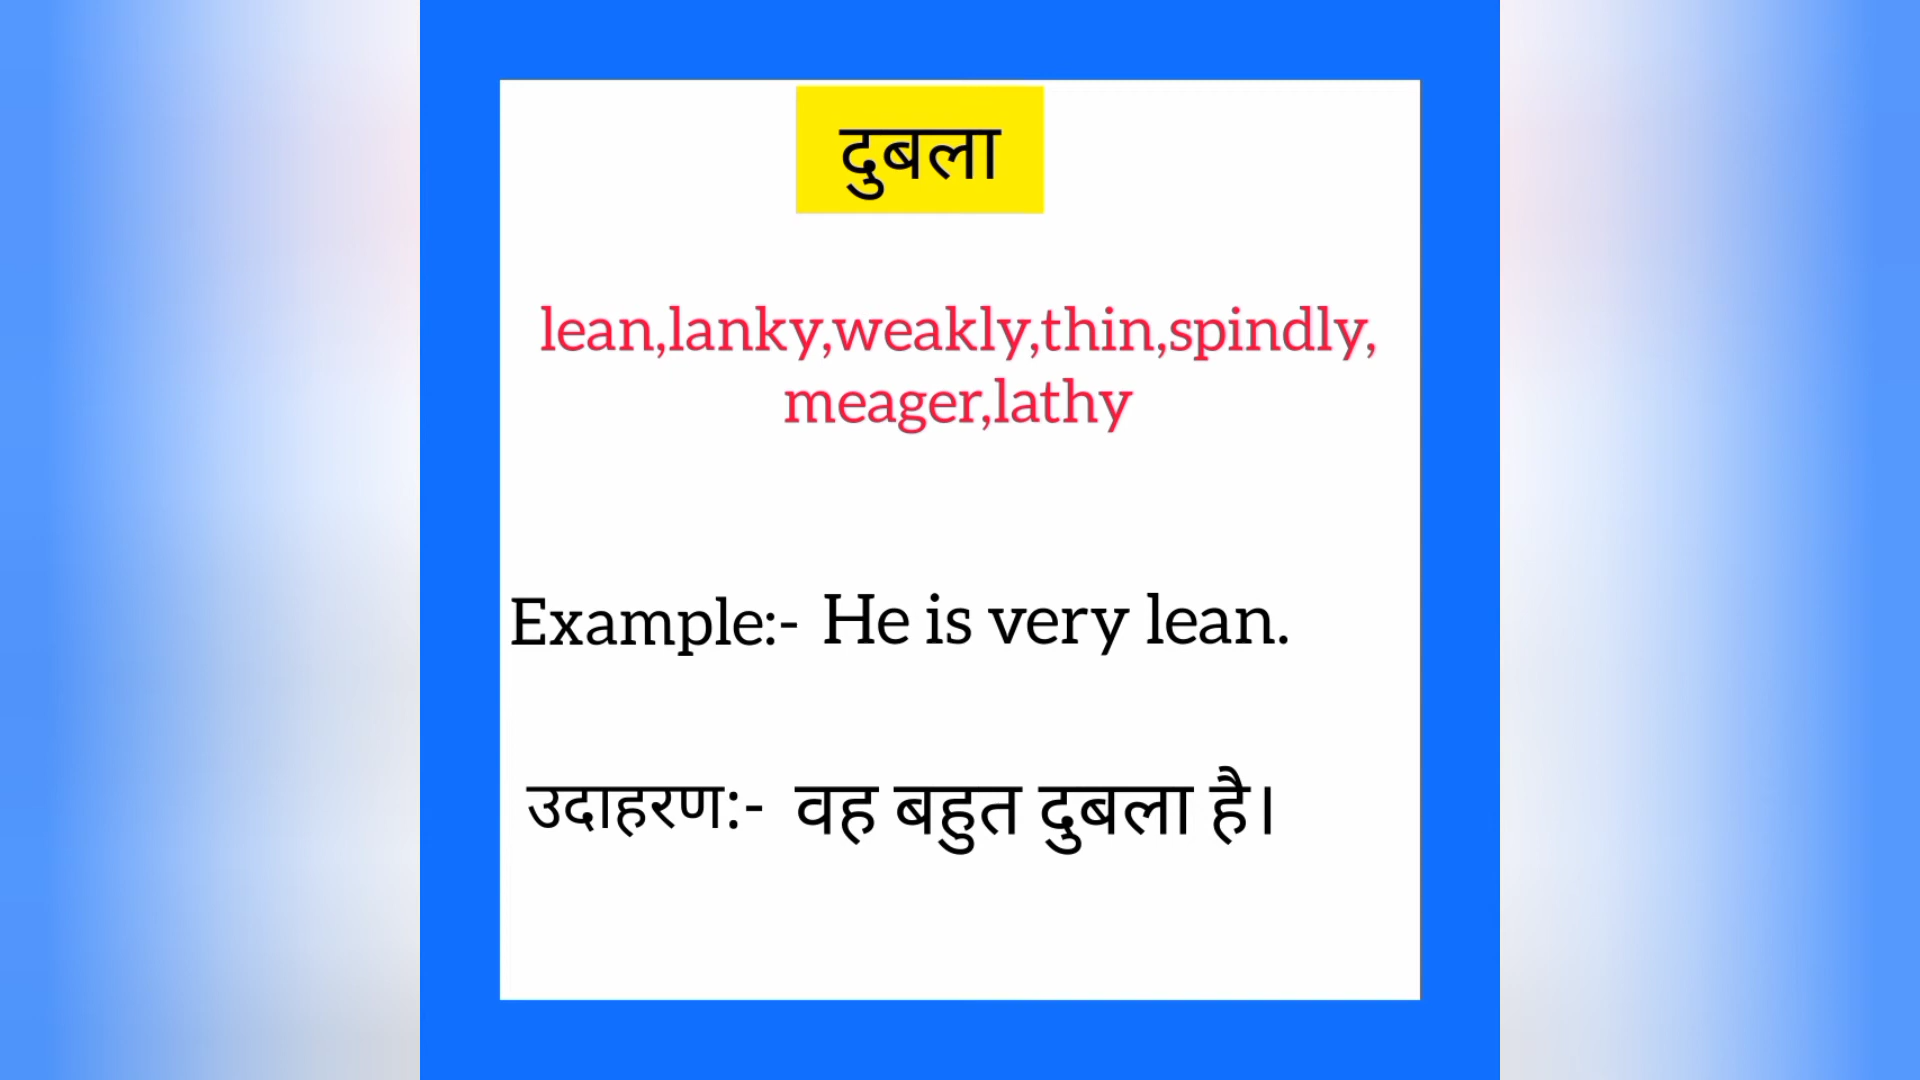 दुबला
lean,lanky,weakly,thin,spindly,
meager,lathy
Example:- He is very lean.
उदाहरण:- वह बहुत दुबला है।